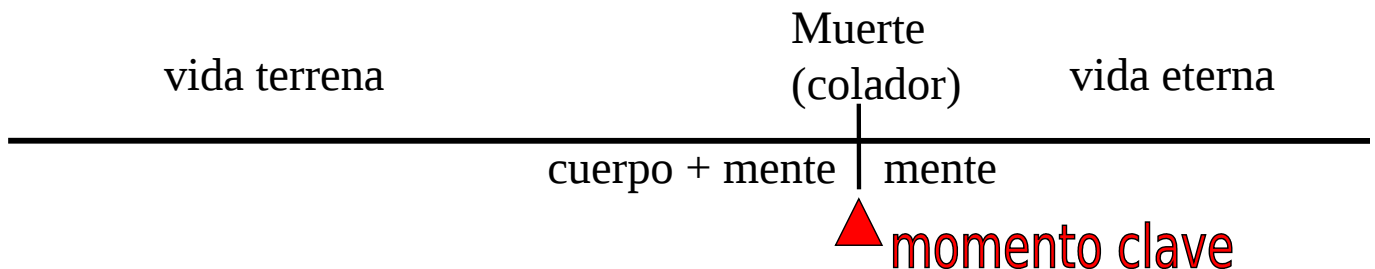 Muerte
vida terrena (colador) vida eterna
cuerpo + mente mente
momento clave